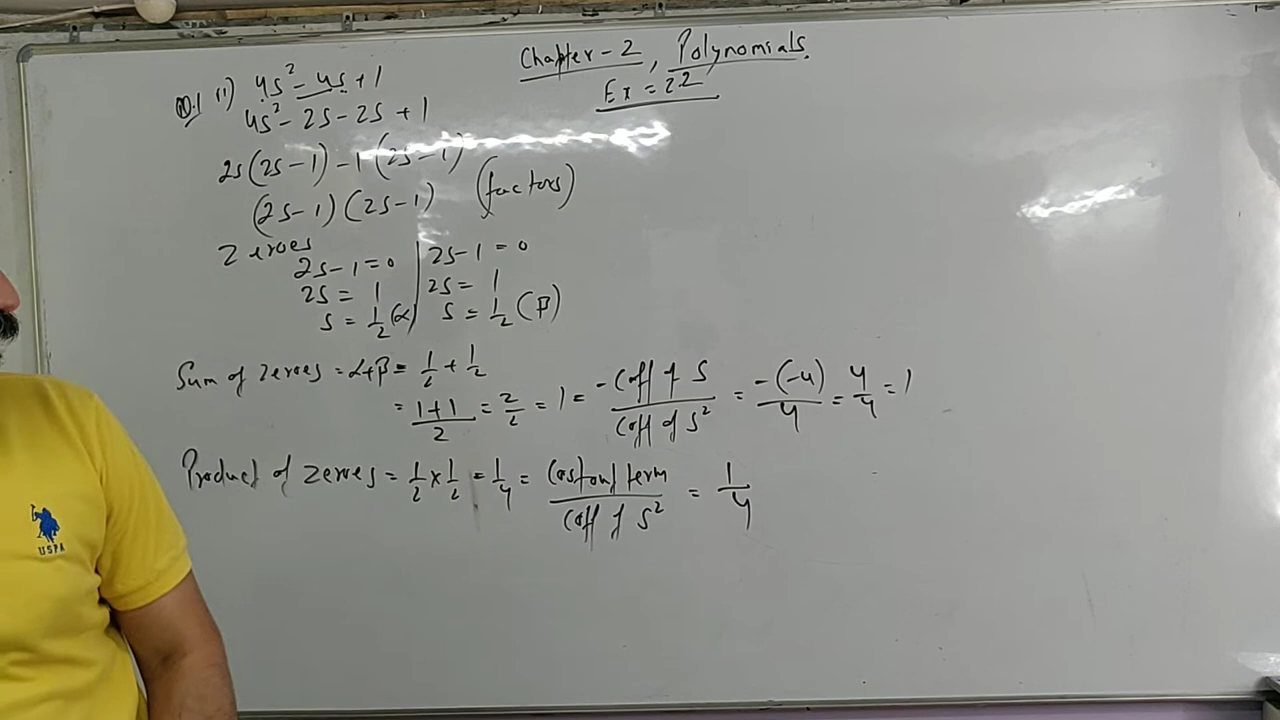 Chapter-2, Polynomials.
Ex = 2.2
Q.1 (ii) 4s² - 4s + 1
4s² - 2s - 2s + 1
2s(2s-1) - 1(2s-1)
(2s-1)(2s-1) (factors)
Zeroes
2s-1=0 | 2s-1=0
2s = 1 | 2s = 1
s = 1/2 (α) | s = 1/2 (β)
Sum of zeroes = α+β = 1/2 + 1/2
= (1+1)/2 = 2/2 = 1 = -Coff of S / Coff of S² = -(-4)/4 = 4/4 = 1
Product of zeroes = 1/2 × 1/2 = 1/4 = term / Coff of S² = 1/4
USPA